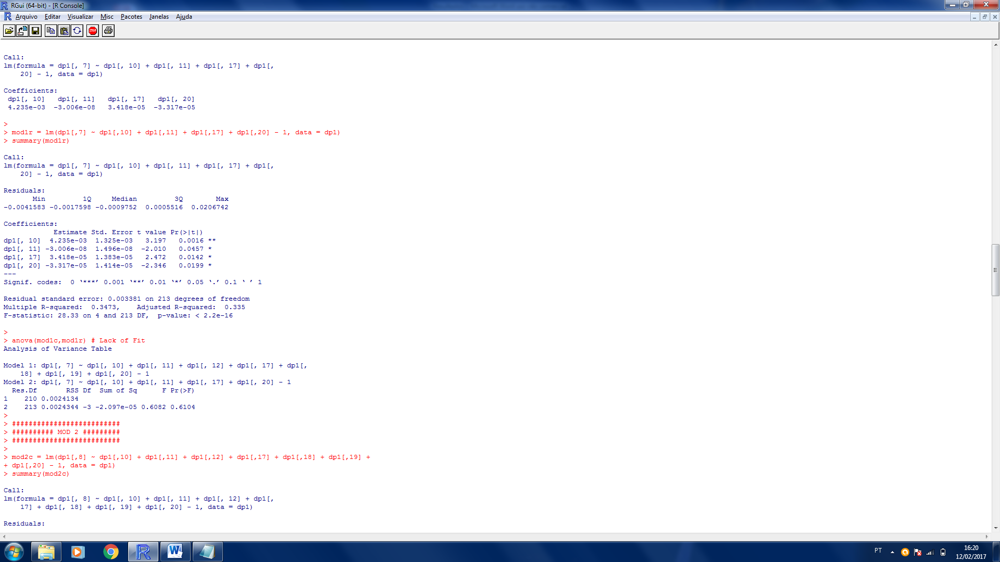 RGui (64-bit) - [R Console]
Arquivo Editar Visualizar Misc Pacotes Janelas Ajuda
STOP
Call:
lm(formula = dp1[, 7] ~ dp1[, 10] + dp1[, 11] + dp1[, 17] + dp1[,
    20] - 1, data = dp1)
Coefficients:
 dp1[, 10]   dp1[, 11]   dp1[, 17]   dp1[, 20]
 4.235e-03  -3.006e-08   3.418e-05  -3.317e-05
>
> mod1r = lm(dp1[,7] ~ dp1[,10] + dp1[,11] + dp1[,17] + dp1[,20] - 1, data = dp1)
> summary(mod1r)
Call:
lm(formula = dp1[, 7] ~ dp1[, 10] + dp1[, 11] + dp1[, 17] + dp1[,
    20] - 1, data = dp1)
Residuals:
       Min         1Q     Median         3Q        Max
-0.0041583 -0.0017598 -0.0009752  0.0005516  0.0206742
Coefficients:
            Estimate Std. Error t value Pr(>|t|)
dp1[, 10]  4.235e-03  1.325e-03   3.197   0.0016 **
dp1[, 11] -3.006e-08  1.496e-08  -2.010   0.0457 *
dp1[, 17]  3.418e-05  1.383e-05   2.472   0.0142 *
dp1[, 20] -3.317e-05  1.414e-05  -2.346   0.0199 *
---
Signif. codes:  0 ‘***’ 0.001 ‘**’ 0.01 ‘*’ 0.05 ‘.’ 0.1 ‘ ’ 1
Residual standard error: 0.003381 on 213 degrees of freedom
Multiple R-squared:  0.3473,    Adjusted R-squared:  0.335
F-statistic: 28.33 on 4 and 213 DF,  p-value: < 2.2e-16
>
> anova(mod1c,mod1r) # Lack of Fit
Analysis of Variance Table
Model 1: dp1[, 7] ~ dp1[, 10] + dp1[, 11] + dp1[, 12] + dp1[, 17] + dp1[,
    18] + dp1[, 19] + dp1[, 20] - 1
Model 2: dp1[, 7] ~ dp1[, 10] + dp1[, 11] + dp1[, 17] + dp1[, 20] - 1
  Res.Df       RSS Df  Sum of Sq      F Pr(>F)
1    210 0.0024134
2    213 0.0024344 -3 -2.097e-05 0.6082 0.6104
>
> ##########################
> ########## MOD 2 #########
> ##########################
>
> mod2c = lm(dp1[,8] ~ dp1[,10] + dp1[,11] + dp1[,12] + dp1[,17] + dp1[,18] + dp1[,19] +
+ dp1[,20] - 1, data = dp1)
> summary(mod2c)
Call:
lm(formula = dp1[, 8] ~ dp1[, 10] + dp1[, 11] + dp1[, 12] + dp1[,
    17] + dp1[, 18] + dp1[, 19] + dp1[, 20] - 1, data = dp1)
Residuals:
PT
16:20
12/02/2017